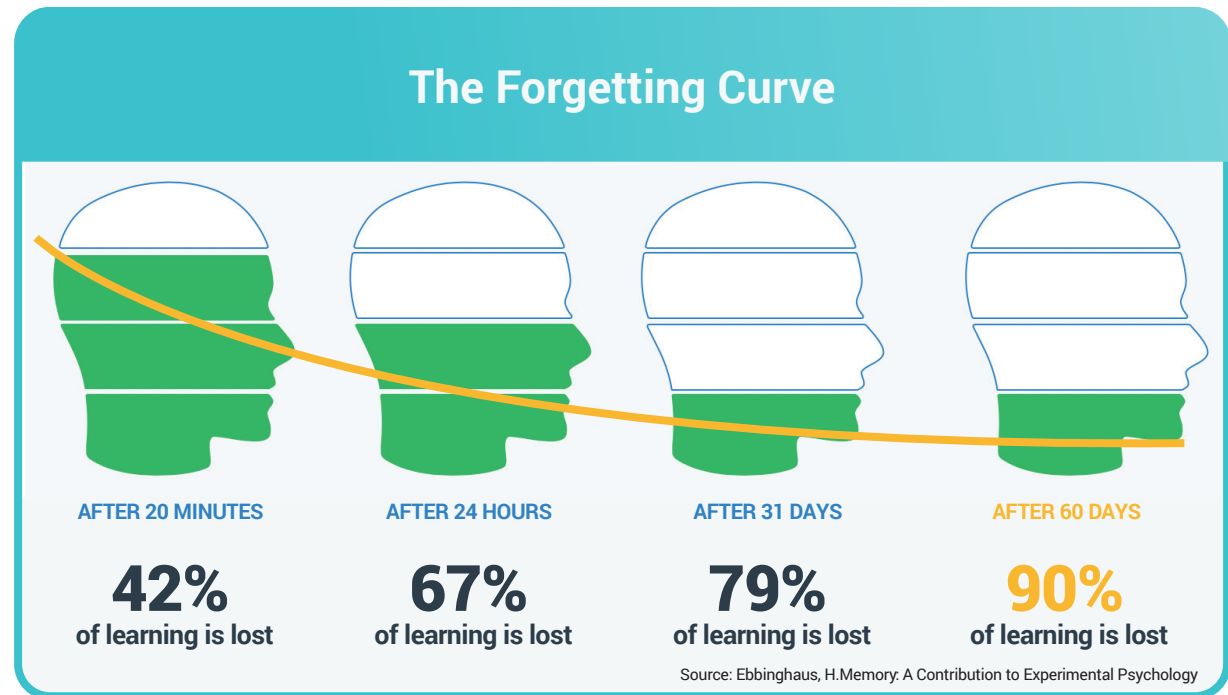 The Forgetting Curve
AFTER 20 MINUTES
42%
of learning is lost
AFTER 24 HOURS
67%
of learning is lost
AFTER 31 DAYS
79%
of learning is lost
AFTER 60 DAYS
90%
of learning is lost
Source: Ebbinghaus, H.Memory: A Contribution to Experimental Psychology